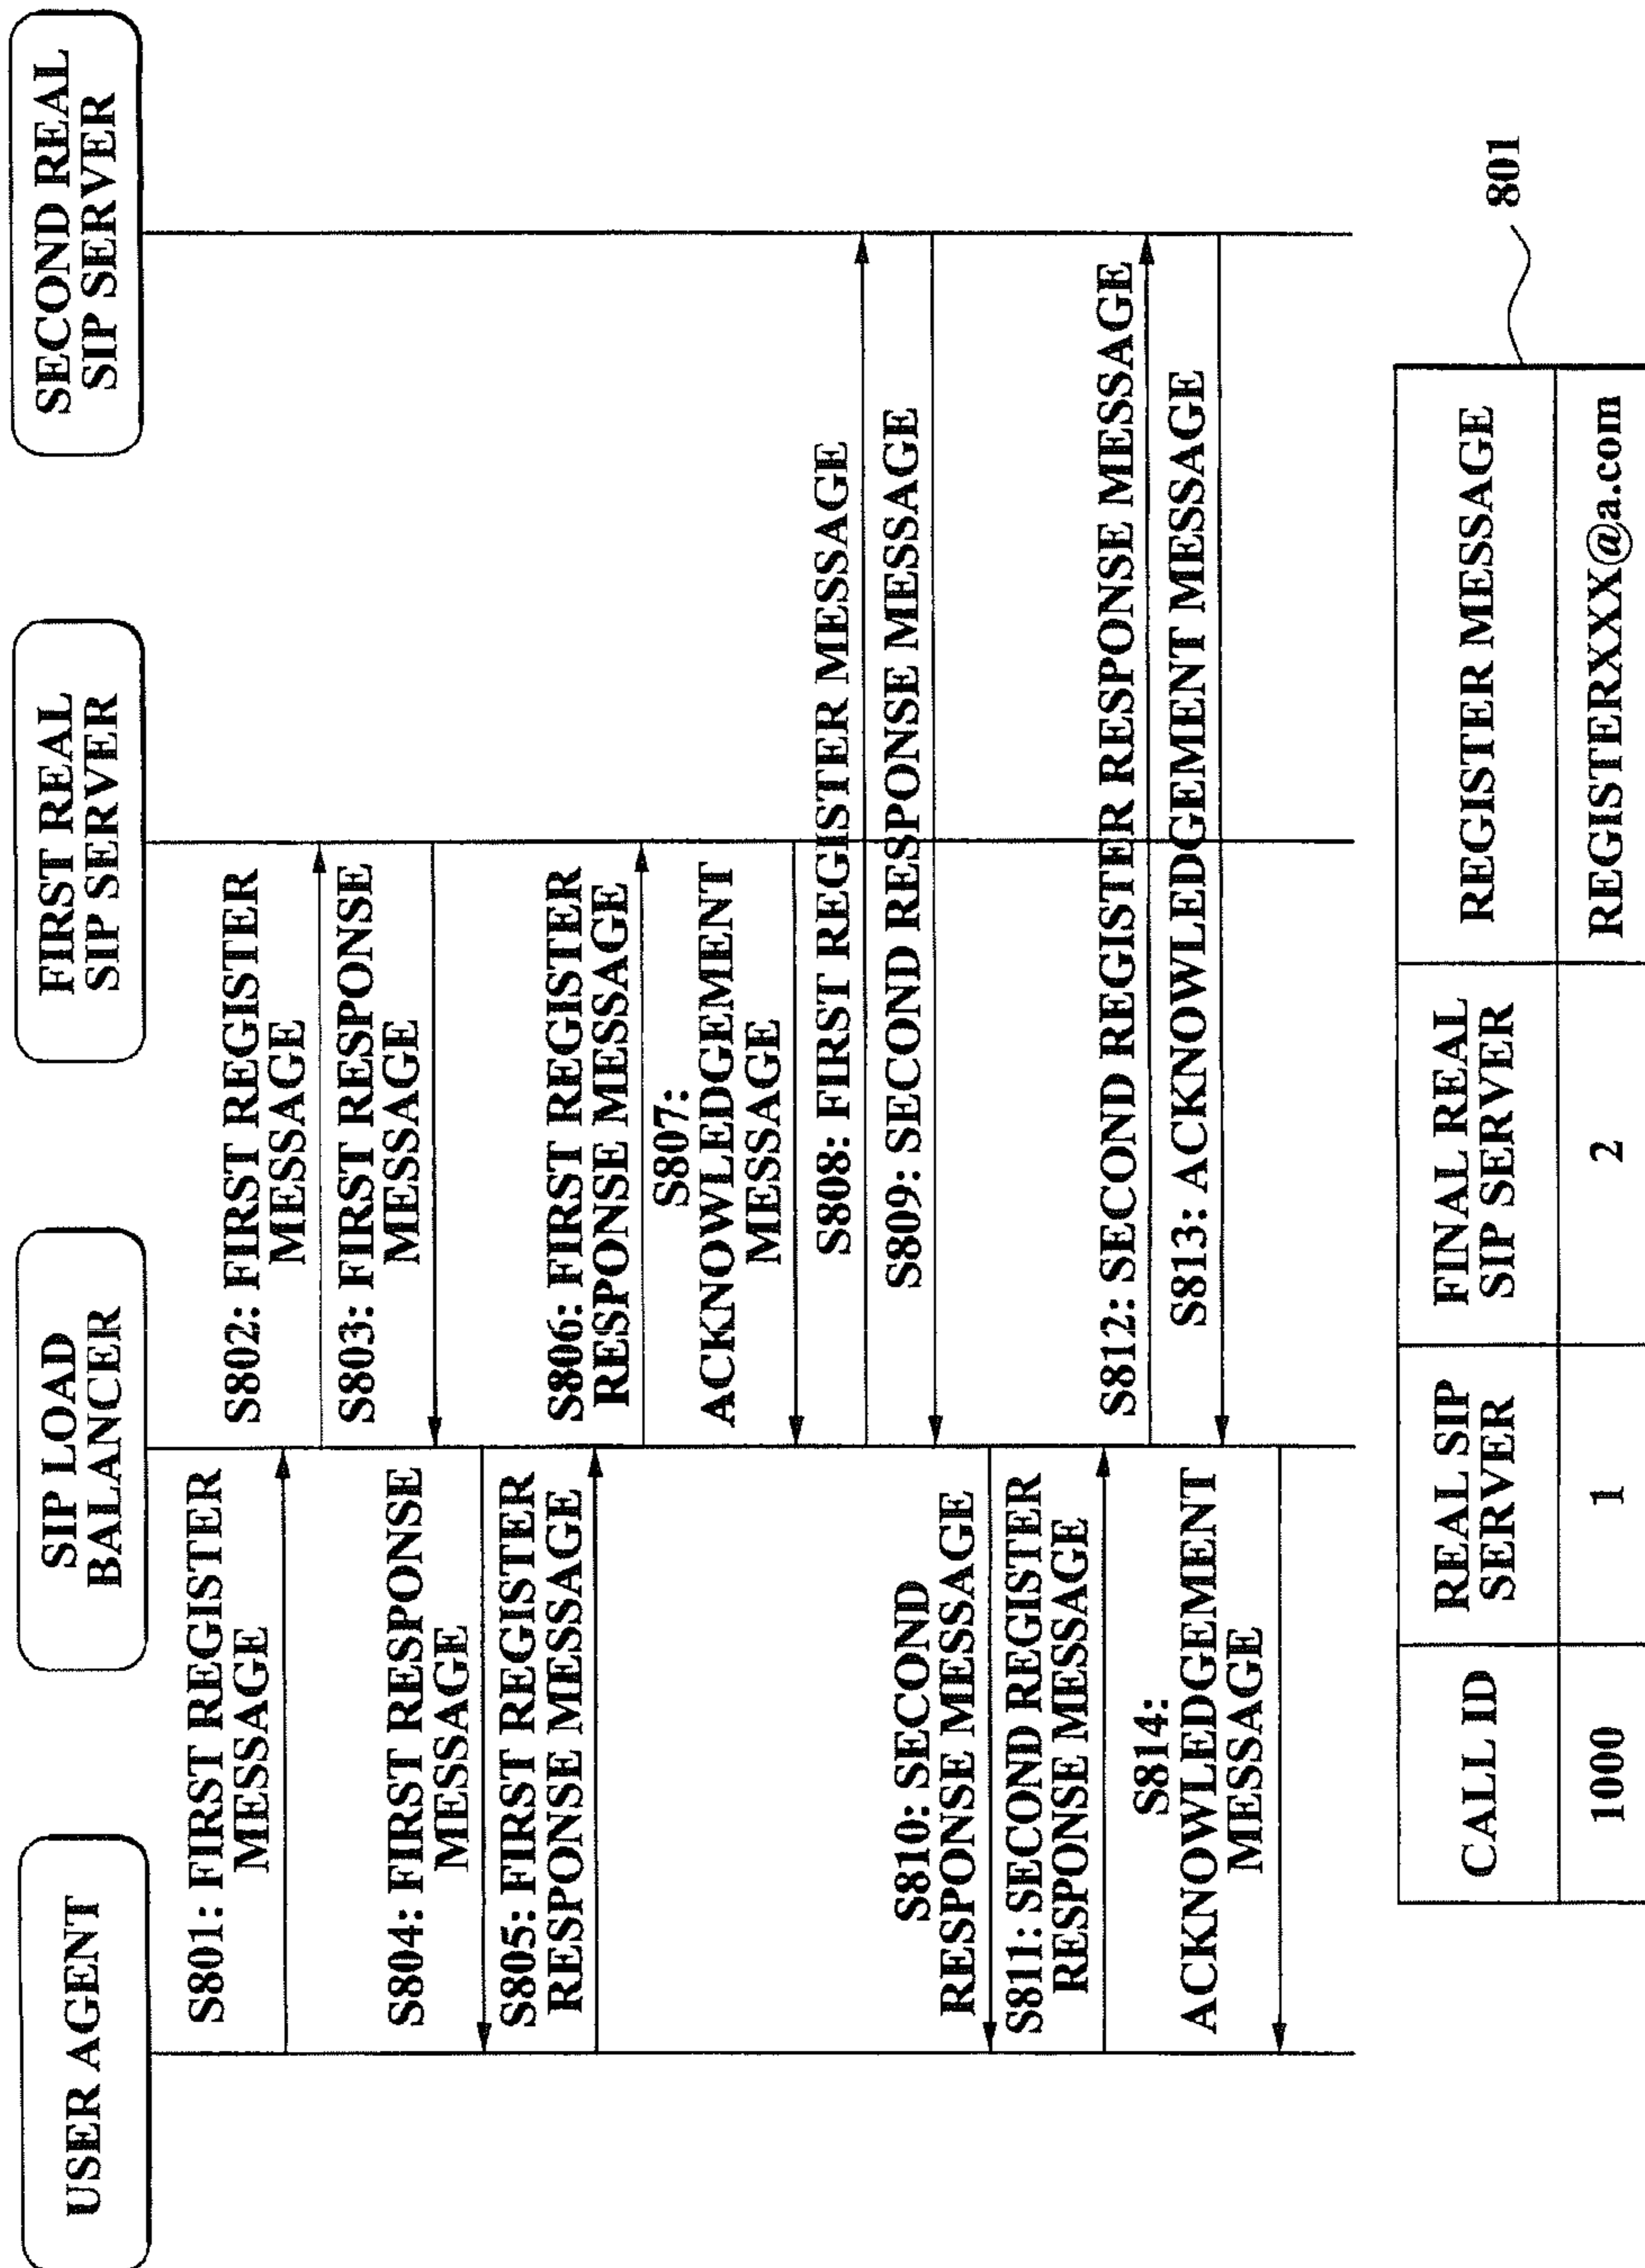 USER AGENT
SIP LOAD
BALANCER
FIRST REAL
SIP SERVER
SECOND REAL
SIP SERVER
S801: FIRST REGISTER
MESSAGE
S802: FIRST REGISTER
MESSAGE
S803: FIRST RESPONSE
MESSAGE
S804: FIRST RESPONSE
MESSAGE
S805: FIRST REGISTER
RESPONSE MESSAGE
S806: FIRST REGISTER
RESPONSE MESSAGE
S807:
ACKNOWLEDGEMENT
MESSAGE
S808: FIRST REGISTER MESSAGE
S809: SECOND RESPONSE MESSAGE
S810: SECOND
RESPONSE MESSAGE
S811: SECOND REGISTER
RESPONSE MESSAGE
S812: SECOND REGISTER RESPONSE MESSAGE
S813: ACKNOWLEDGEMENT MESSAGE
S814:
ACKNOWLEDGEMENT
MESSAGE
801
CALL ID
REAL SIP
SERVER
FINAL REAL
SIP SERVER
REGISTER MESSAGE
1000
1
2
REGISTERXXX@a.com